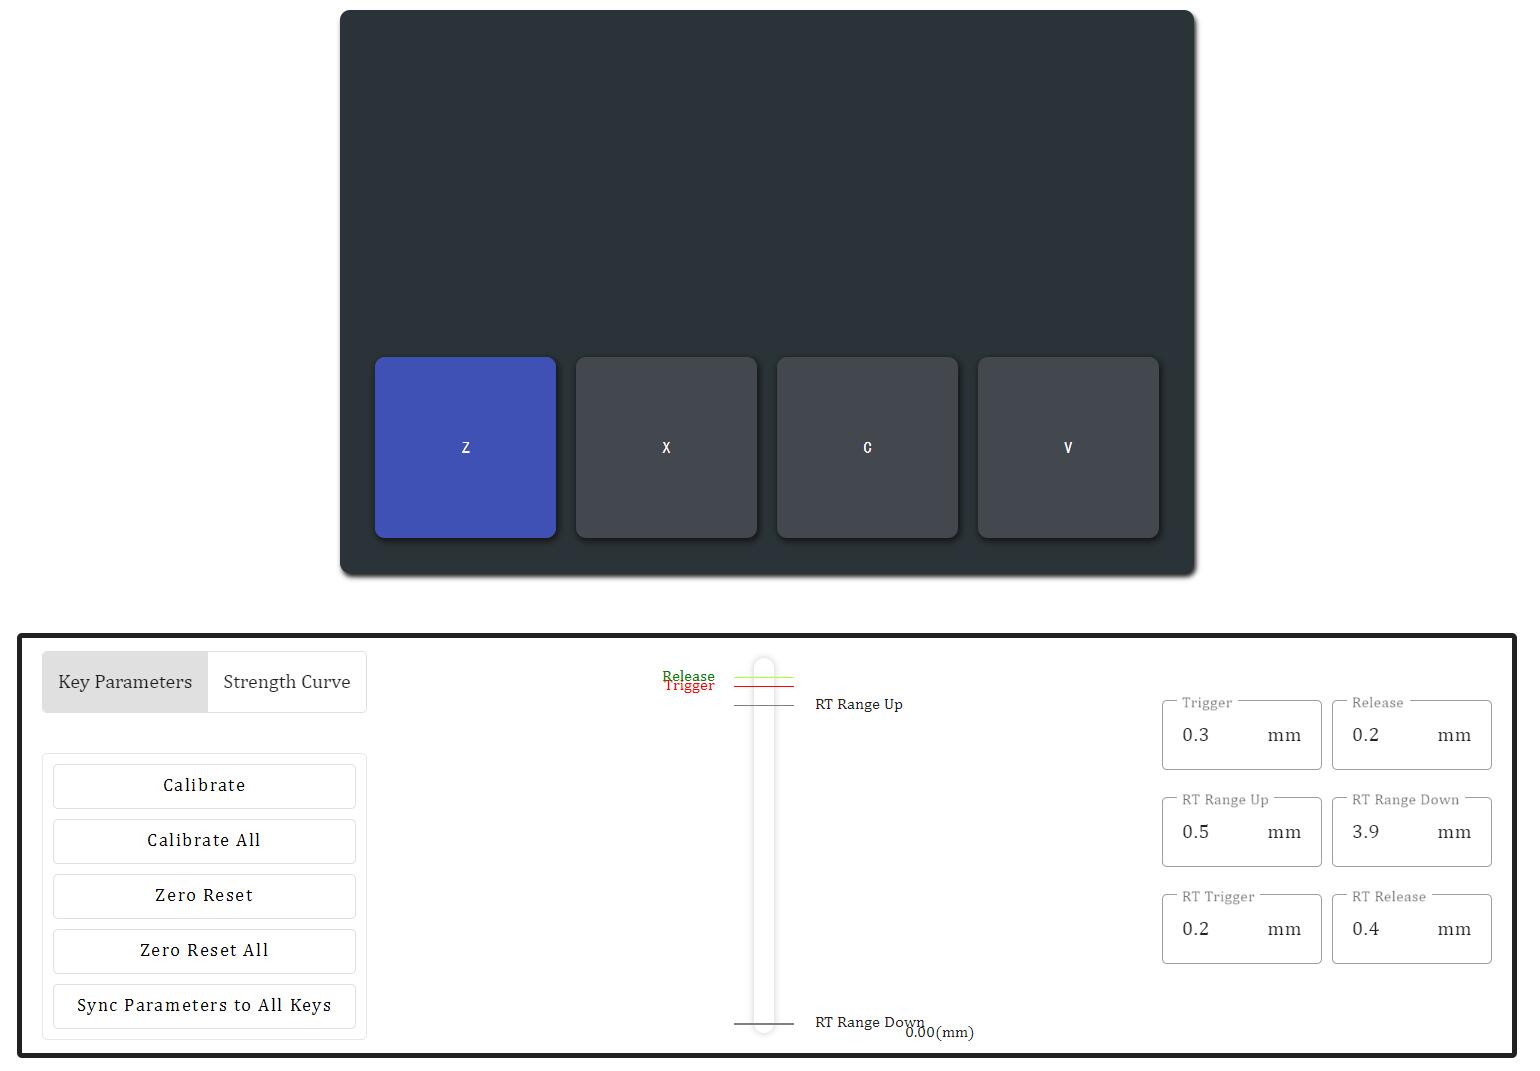 Z
X
C
V
Key Parameters
Strength Curve
Calibrate
Calibrate All
Zero Reset
Zero Reset All
Sync Parameters to All Keys
Release
Trigger
RT Range Up
RT Range Down
0.00(mm)
Trigger
0.3 mm
Release
0.2 mm
RT Range Up
0.5 mm
RT Range Down
3.9 mm
RT Trigger
0.2 mm
RT Release
0.4 mm